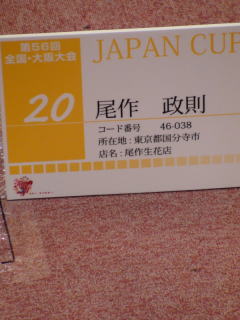 第56回
全国・大阪大会
JAPAN CUP
20
尾作 政則
コード番号 46-038
所在地:東京都国分寺市
店名:尾作生花店